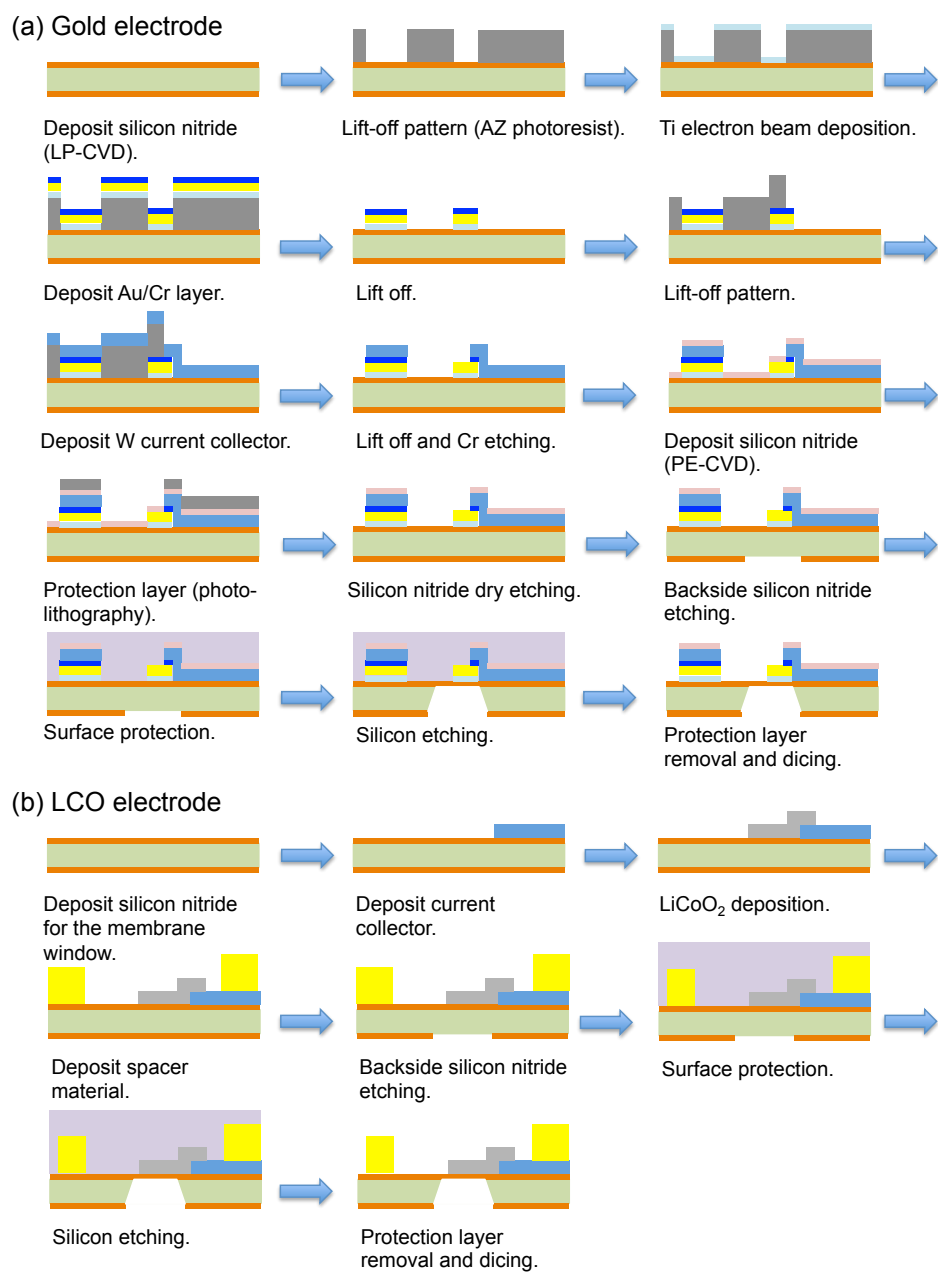 (a) Gold electrode
Deposit silicon nitride
(LP-CVD).
Lift-off pattern (AZ photoresist).
Ti electron beam deposition.
Deposit Au/Cr layer.
Lift off.
Lift-off pattern.
Deposit W current collector.
Lift off and Cr etching.
Deposit silicon nitride
(PE-CVD).
Protection layer (photo-
lithography).
Silicon nitride dry etching.
Backside silicon nitride
etching.
Surface protection.
Silicon etching.
Protection layer
removal and dicing.
(b) LCO electrode
Deposit silicon nitride
for the membrane
window.
Deposit current
collector.
LiCoO₂ deposition.
Deposit spacer
material.
Backside silicon nitride
etching.
Surface protection.
Silicon etching.
Protection layer
removal and dicing.